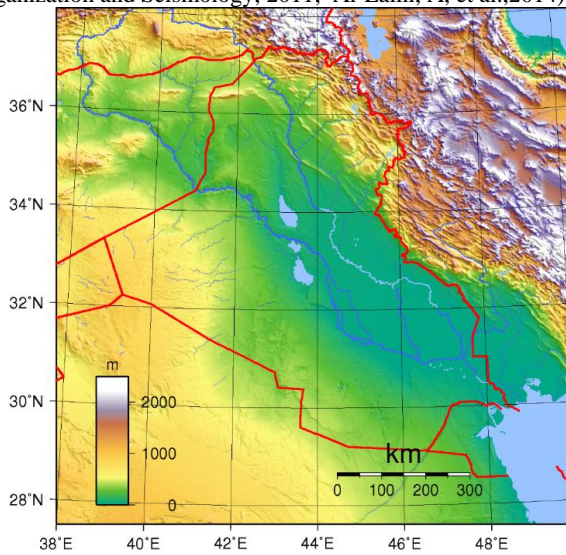 ganization and Seismology, 2011; Al-Lami, A, et al.,2014)
36°N
34°N
32°N
30°N
28°N
m
2000
1000
0
km
0 100 200 300
38°E 40°E 42°E 44°E 46°E 48°E